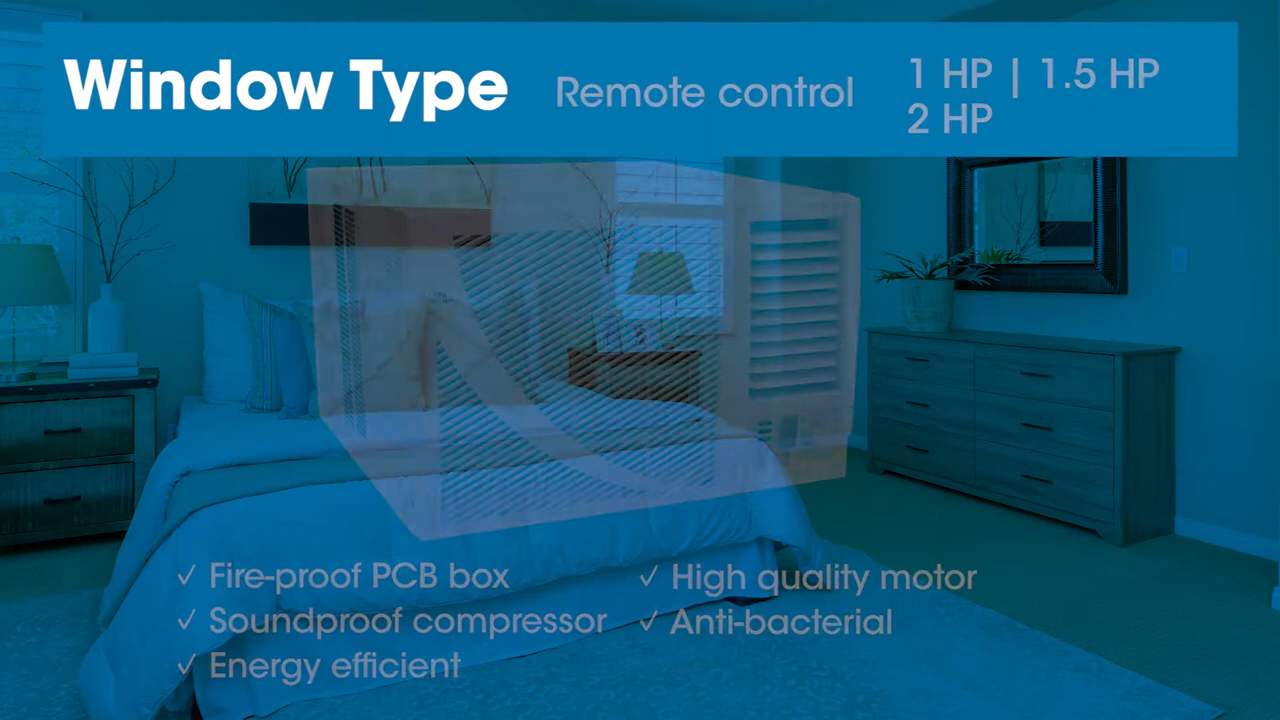 Window Type
Remote control
1 HP | 1.5 HP
2 HP
✓ Fire-proof PCB box
✓ Soundproof compressor
✓ Energy efficient
✓ High quality motor
✓ Anti-bacterial